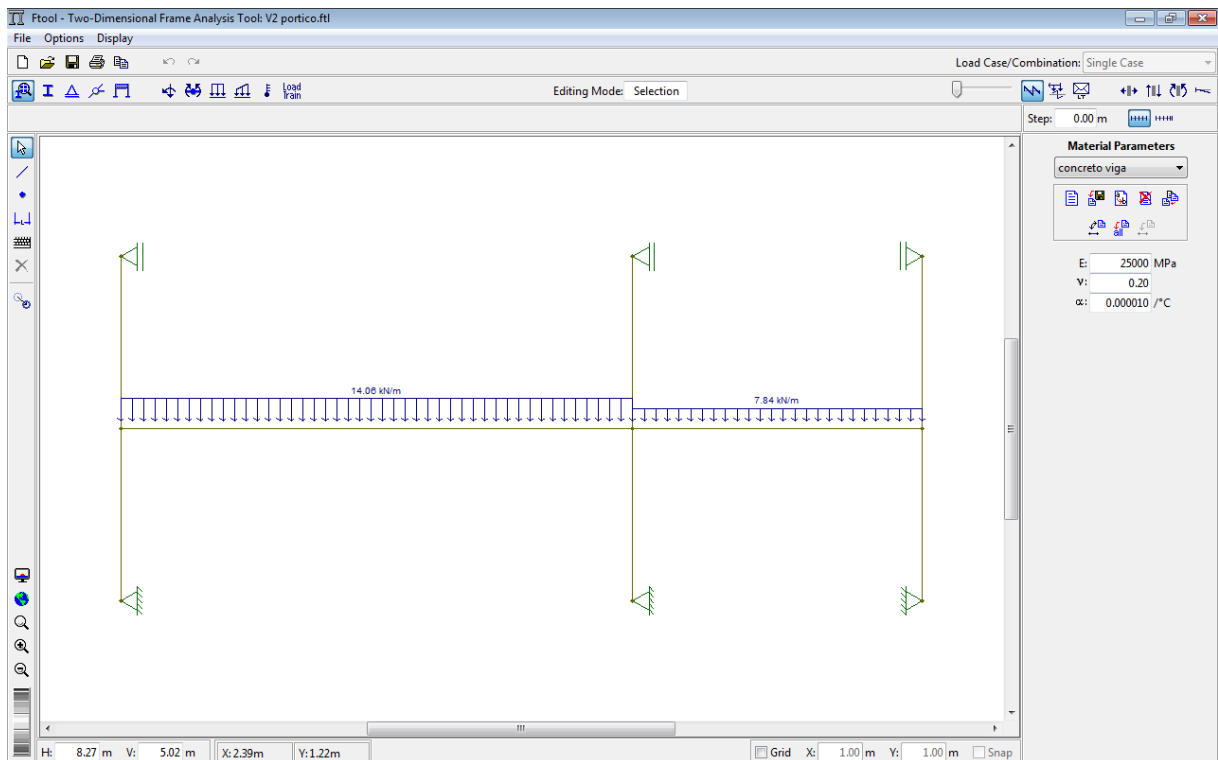 Ftool - Two-Dimensional Frame Analysis Tool: V2 portico.ftl
File Options Display
Load Case/Combination: Single Case
Load Train
Editing Mode: Selection
Step: 0.00 m
Material Parameters
concreto viga
all
E: 25000 MPa
ν: 0.20
α: 0.000010 /°C
14.06 kN/m
7.84 kN/m
H: 8.27 m V: 5.02 m X: 2.39m Y: 1.22m Grid X: 1.00 m Y: 1.00 m Snap